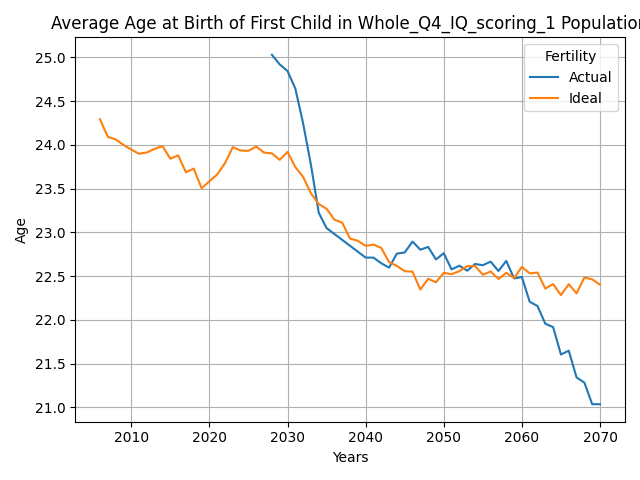 Average Age at Birth of First Child in Whole_Q4_IQ_scoring_1 Population
Fertility
Actual
Ideal
25.0
24.5
24.0
23.5
23.0
22.5
22.0
21.5
21.0
Age
2010 2020 2030 2040 2050 2060 2070
Years